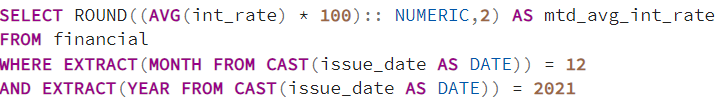 SELECT ROUND((AVG(int_rate) * 100):: NUMERIC,2) AS mtd_avg_int_rate
FROM financial
WHERE EXTRACT(MONTH FROM CAST(issue_date AS DATE)) = 12
AND EXTRACT(YEAR FROM CAST(issue_date AS DATE)) = 2021